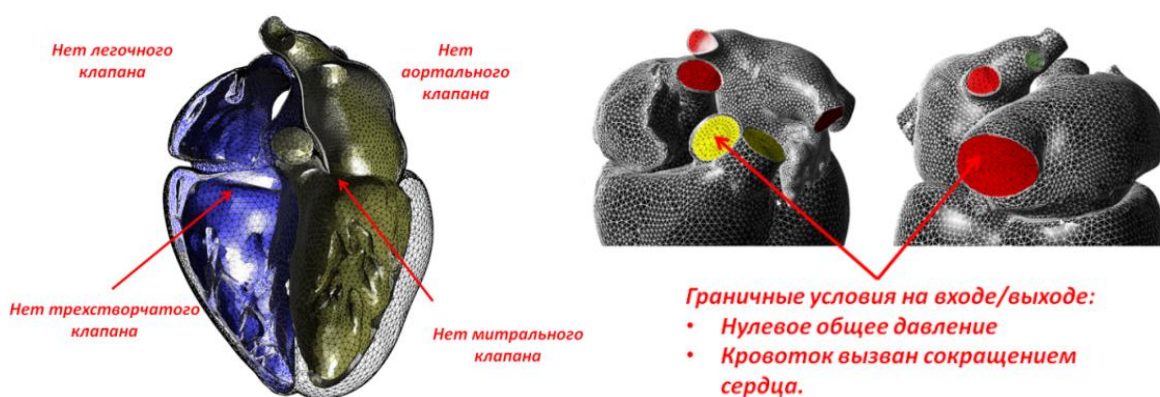 Нет легочного
клапана
Нет
аортального
клапана
Нет трехстворчатого
клапана
Нет митрального
клапана
Граничные условия на входе/выходе:
• Нулевое общее давление
• Кровоток вызван сокращением
сердца.